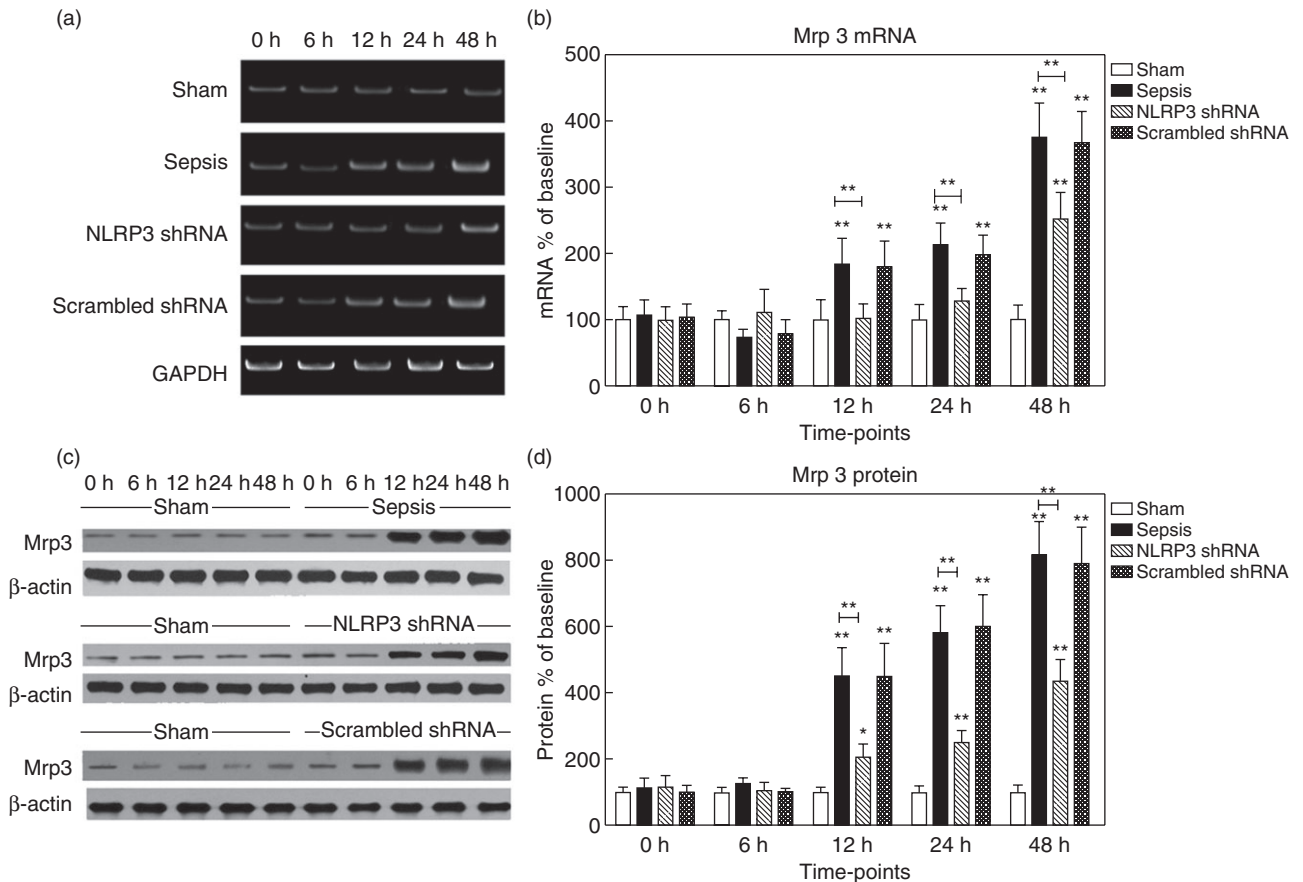 (a)
0 h 6 h 12 h 24 h 48 h
Sham
Sepsis
NLRP3 shRNA
Scrambled shRNA
GAPDH
(b)
Mrp 3 mRNA
500
400
300
200
100
0
mRNA % of baseline
** ** ** ** ** ** ** ** ** **
0 h 6 h 12 h 24 h 48 h
Time-points
Sham
Sepsis
NLRP3 shRNA
Scrambled shRNA
(c)
0 h 6 h 12 h 24 h 48 h 0 h 6 h 12 h 24 h 48 h
Sham Sepsis
Mrp3
β-actin
Sham NLRP3 shRNA
Mrp3
β-actin
Sham Scrambled shRNA
Mrp3
β-actin
(d)
Mrp 3 protein
1000
800
600
400
200
0
Protein % of baseline
** ** * ** ** ** ** ** ** ** ** **
0 h 6 h 12 h 24 h 48 h
Time-points
Sham
Sepsis
NLRP3 shRNA
Scrambled shRNA